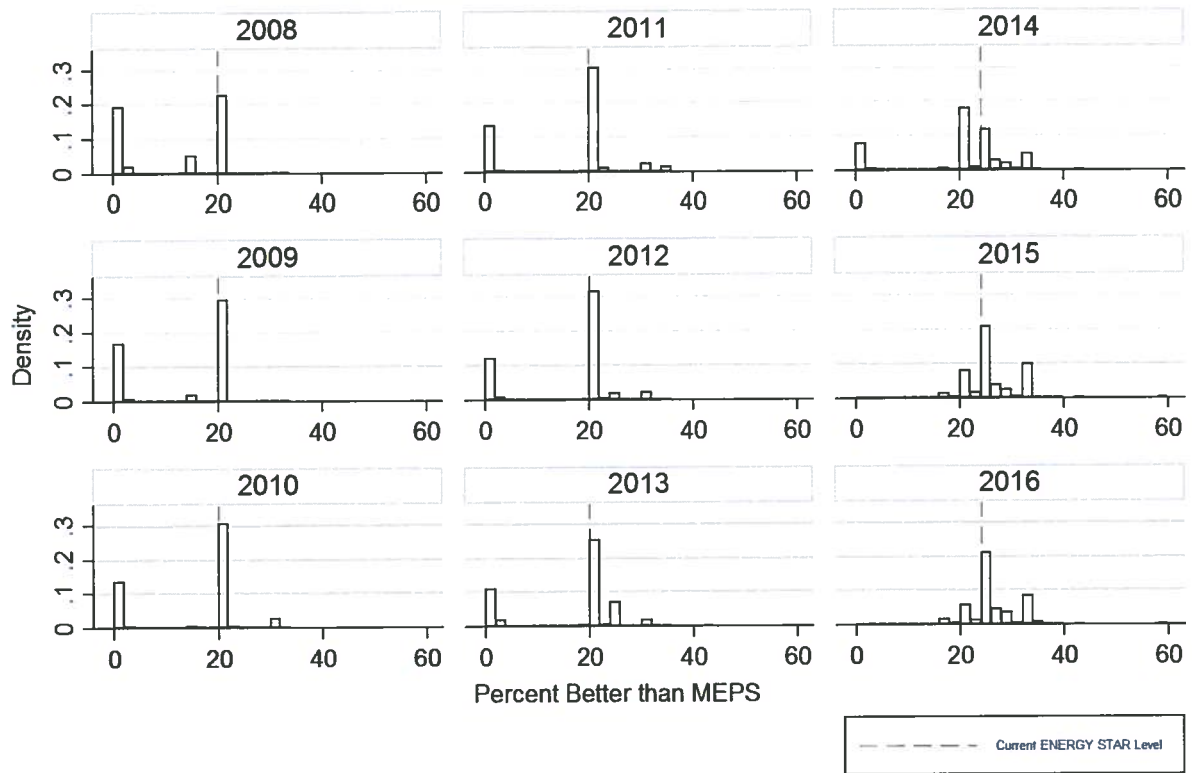 2008 2011 2014
0 .1 .2 .3
0 20 40 60 0 20 40 60 0 20 40 60
2009 2012 2015
Density
0 .1 .2 .3
0 20 40 60 0 20 40 60 0 20 40 60
2010 2013 2016
0 .1 .2 .3
0 20 40 60 0 20 40 60 0 20 40 60
Percent Better than MEPS
Current ENERGY STAR Level